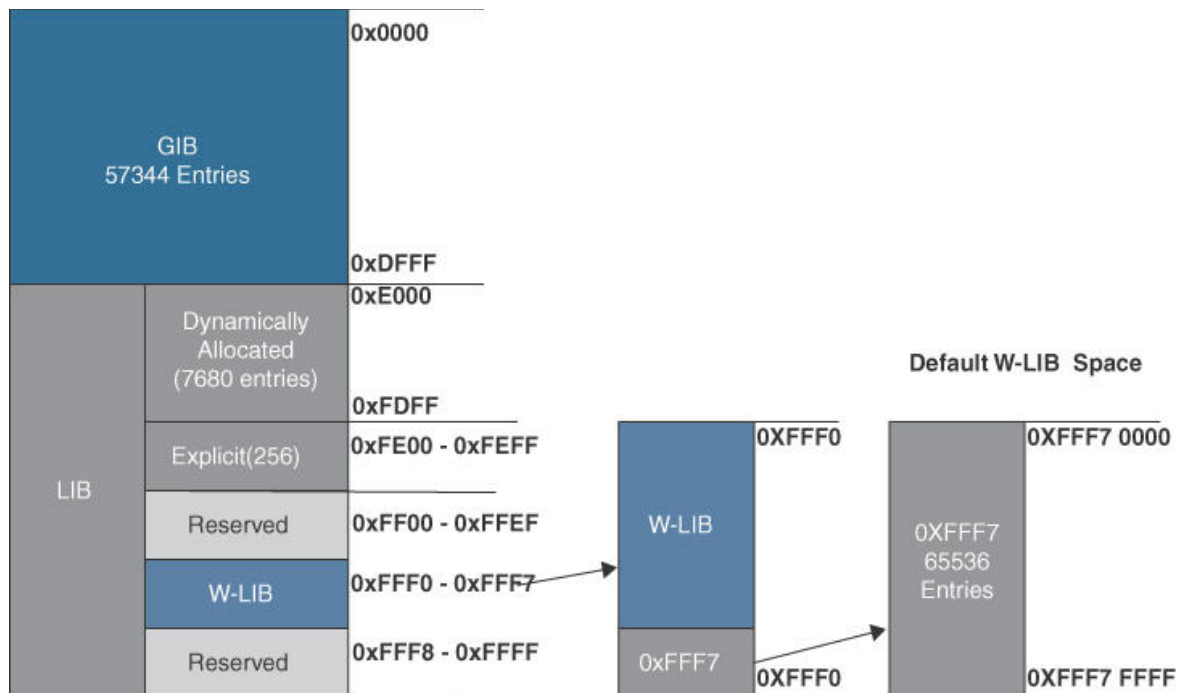 0x0000
GIB
57344 Entries
0xDFFF
0xE000
Dynamically
Allocated
(7680 entries)
0xFDFF
Explicit(256)
0xFE00 - 0xFEFF
LIB
Reserved
0xFF00 - 0xFFEF
W-LIB
0xFFF0 - 0xFFF7
Reserved
0xFFF8 - 0xFFFF
0XFFF0
W-LIB
0xFFF7
0XFFF0
Default W-LIB Space
0XFFF7 0000
0XFFF7
65536
Entries
0XFFF7 FFFF